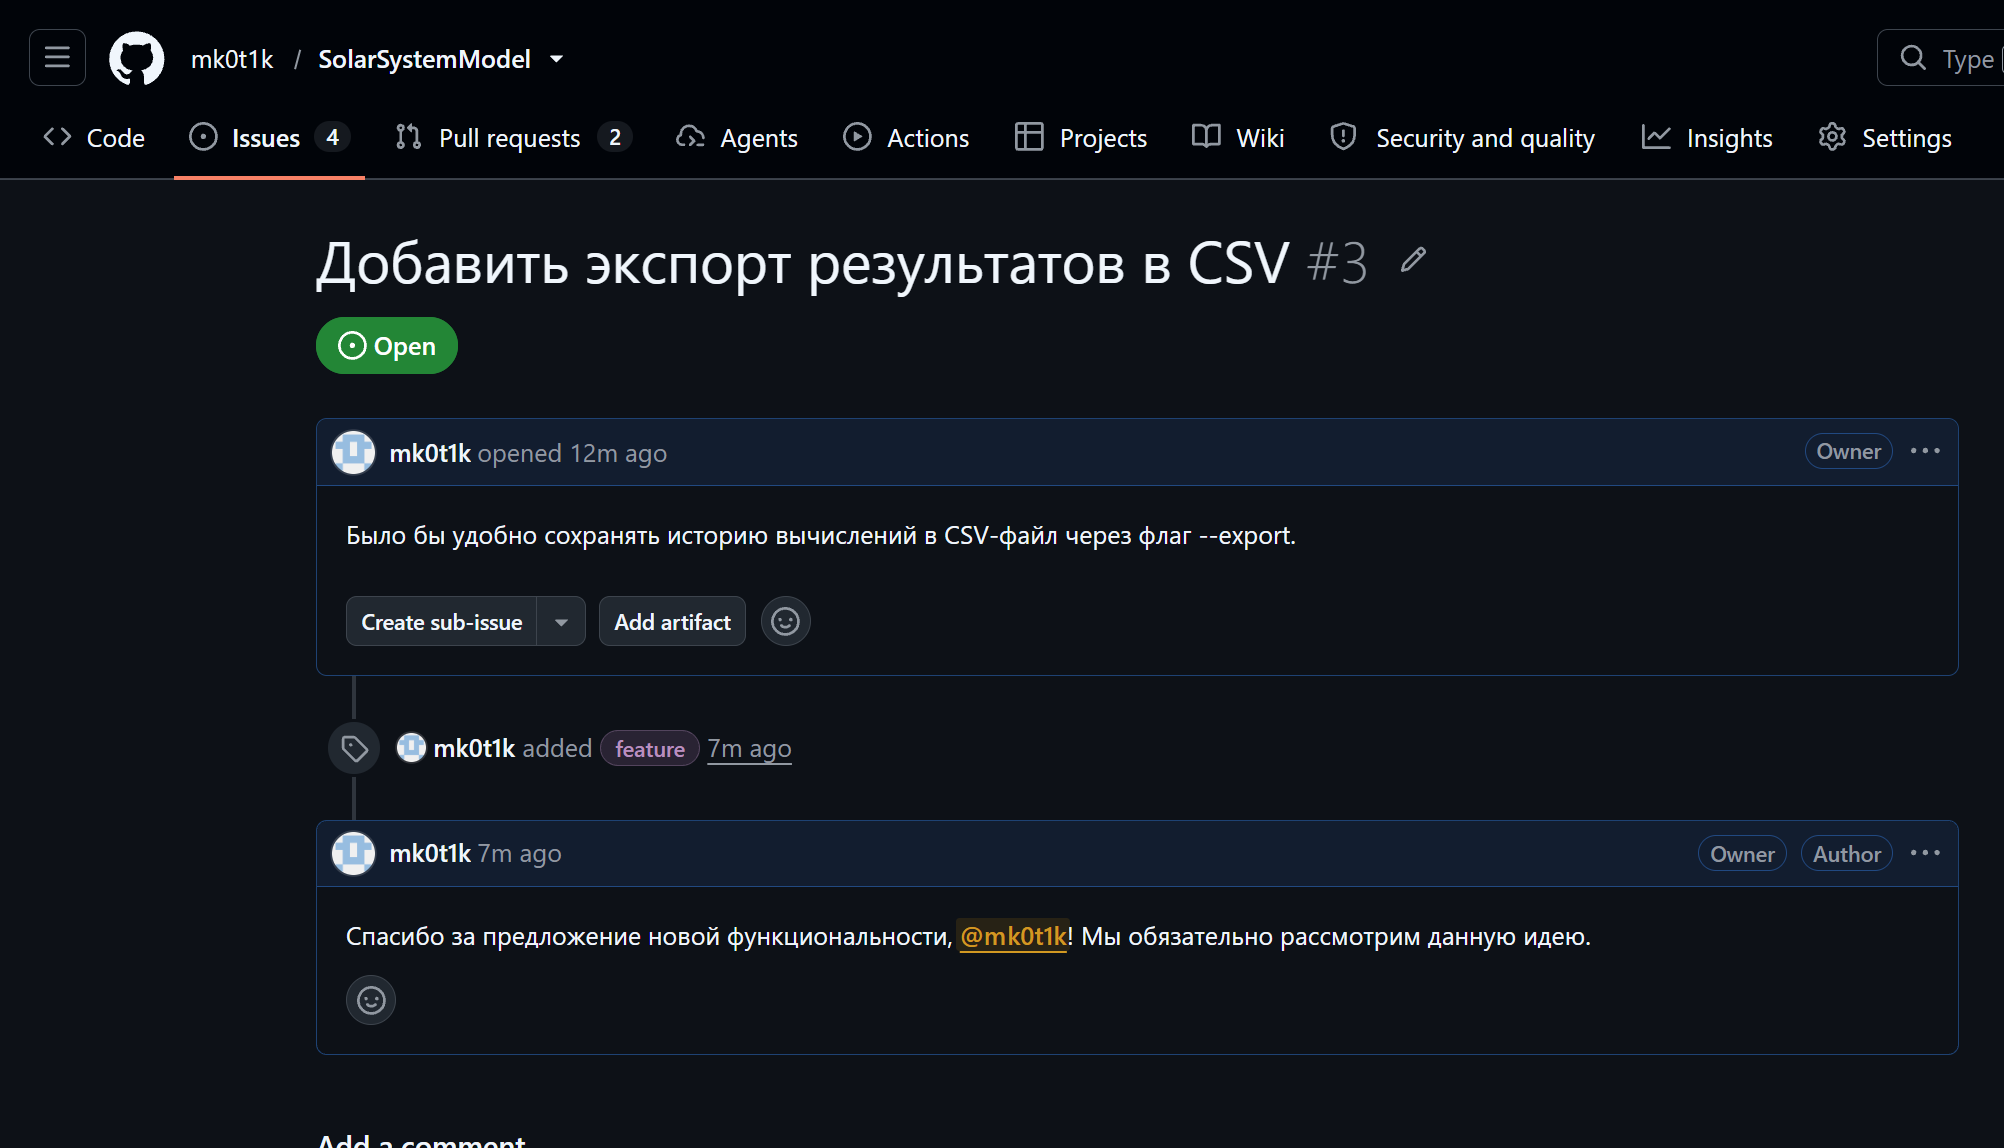 mk0t1k / SolarSystemModel
Type
Code
Issues 4
Pull requests 2
Agents
Actions
Projects
Wiki
Security and quality
Insights
Settings
Добавить экспорт результатов в CSV #3
Open
mk0t1k opened 12m ago
Owner
Было бы удобно сохранять историю вычислений в CSV-файл через флаг --export.
Create sub-issue
Add artifact
mk0t1k added feature 7m ago
mk0t1k 7m ago
Owner
Author
Спасибо за предложение новой функциональности, @mk0t1k! Мы обязательно рассмотрим данную идею.
Add a comment